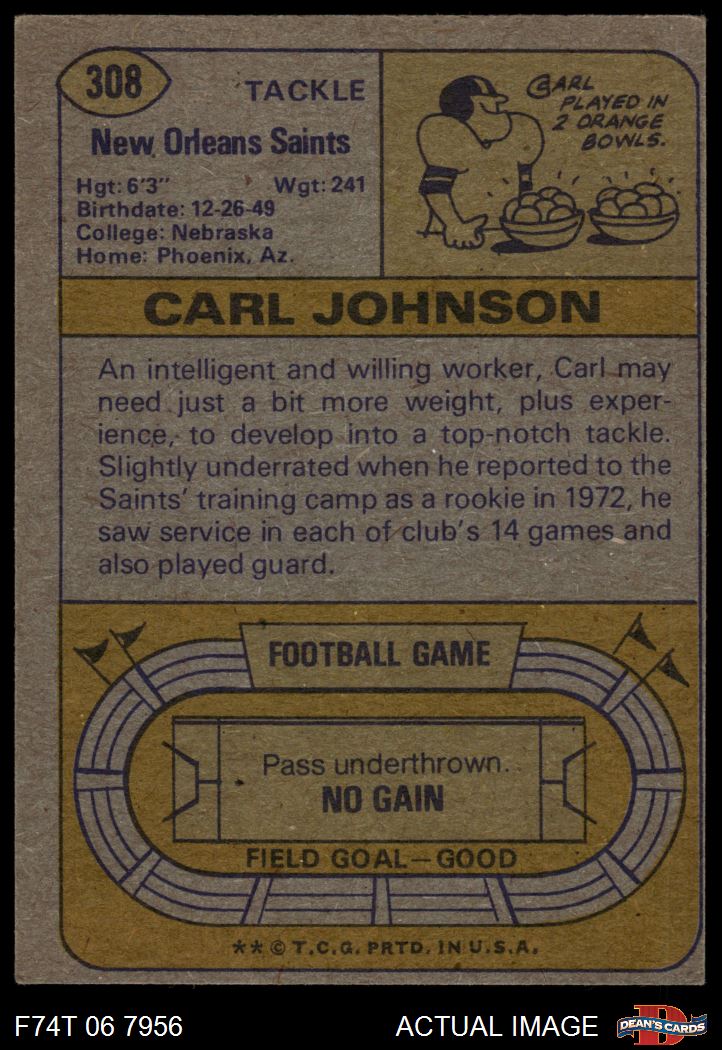 308
TACKLE
New Orleans Saints
Hgt: 6'3" Wgt: 241
Birthdate: 12-26-49
College: Nebraska
Home: Phoenix, Az.
CARL
PLAYED IN
2 ORANGE
BOWLS.
CARL JOHNSON
An intelligent and willing worker, Carl may
need just a bit more weight, plus exper-
ience, to develop into a top-notch tackle.
Slightly underrated when he reported to the
Saints' training camp as a rookie in 1972, he
saw service in each of club's 14 games and
also played guard.
FOOTBALL GAME
Pass underthrown.
NO GAIN
FIELD GOAL—GOOD
** © T.C.G. PRTD. IN U.S.A.
F74T 06 7956
ACTUAL IMAGE
D
DEAN'S CARDS